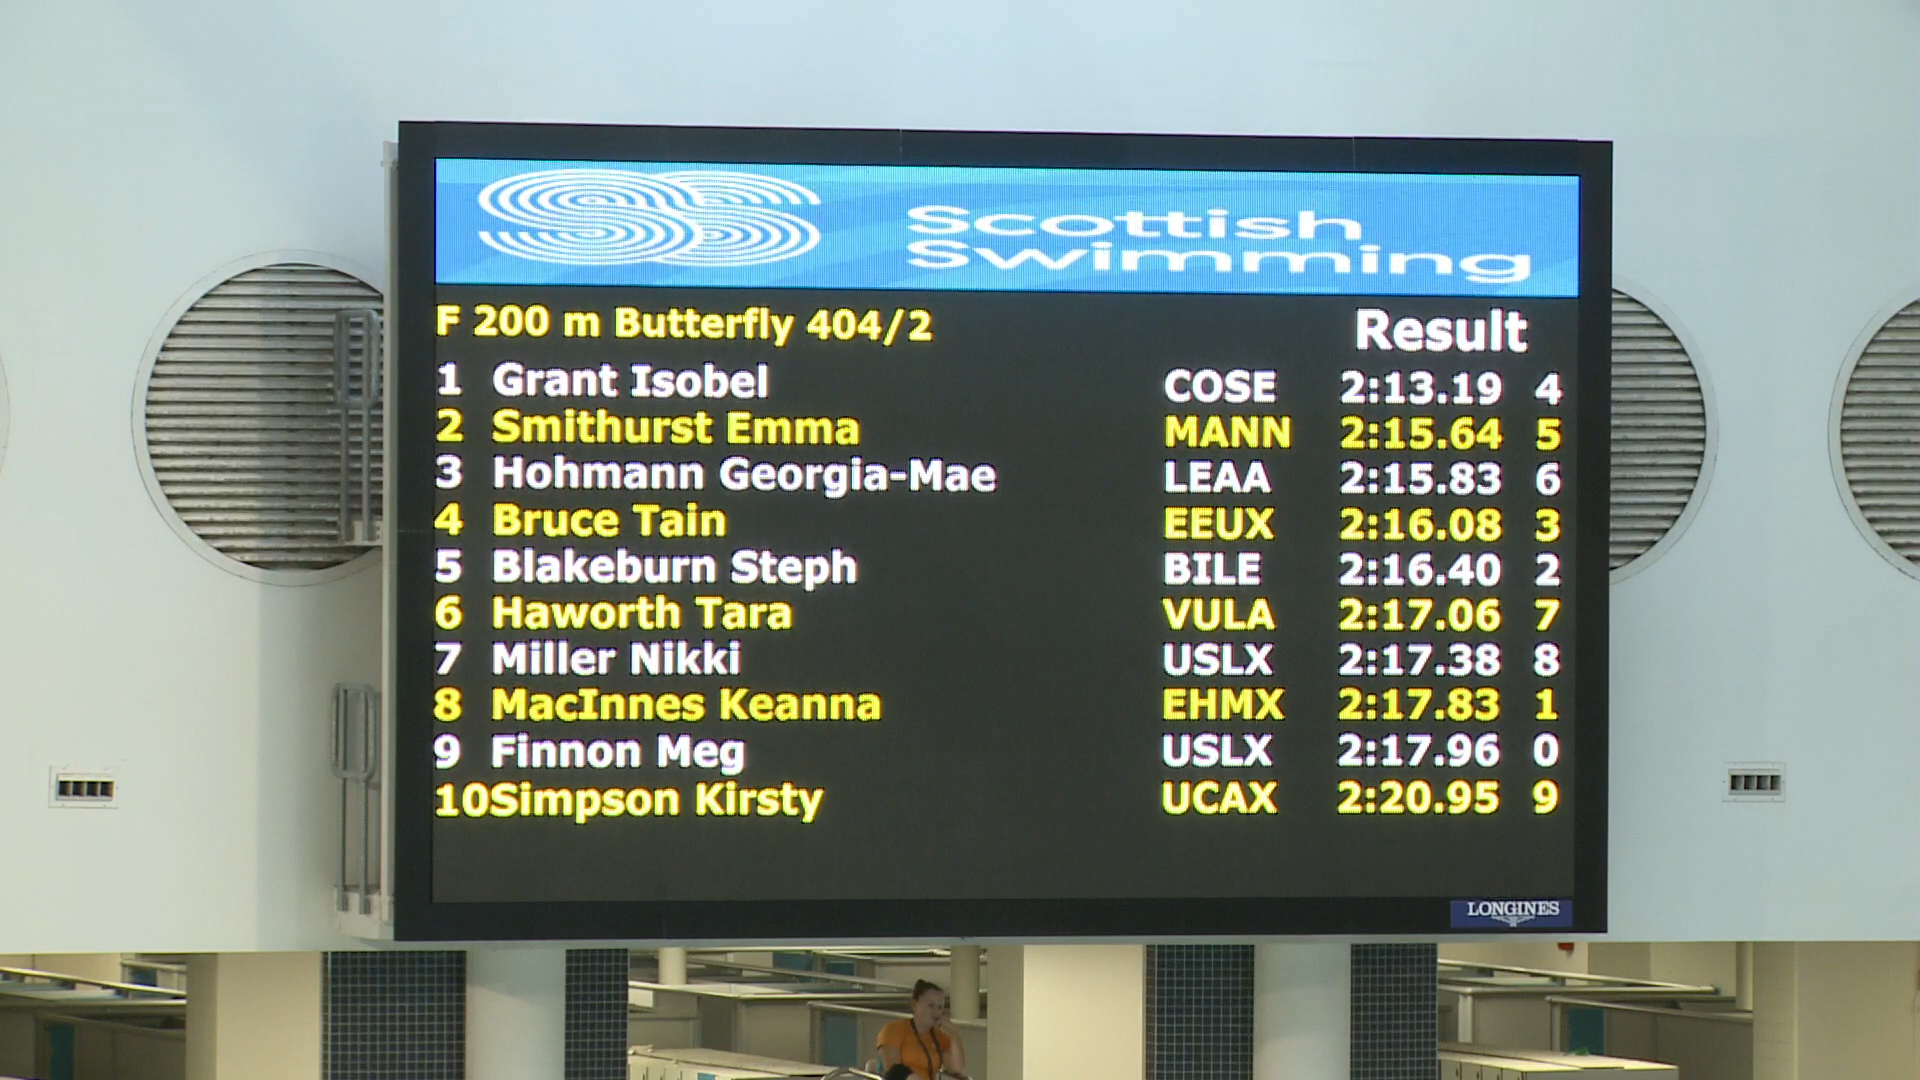 Scottish
Swimming
F 200 m Butterfly 404/2 Result
1 Grant Isobel COSE 2:13.19 4
2 Smithurst Emma MANN 2:15.64 5
3 Hohmann Georgia-Mae LEAA 2:15.83 6
4 Bruce Tain EEUX 2:16.08 3
5 Blakeburn Steph BILE 2:16.40 2
6 Haworth Tara VULA 2:17.06 7
7 Miller Nikki USLX 2:17.38 8
8 MacInnes Keanna EHMX 2:17.83 1
9 Finnon Meg USLX 2:17.96 0
10Simpson Kirsty UCAX 2:20.95 9
LONGINES